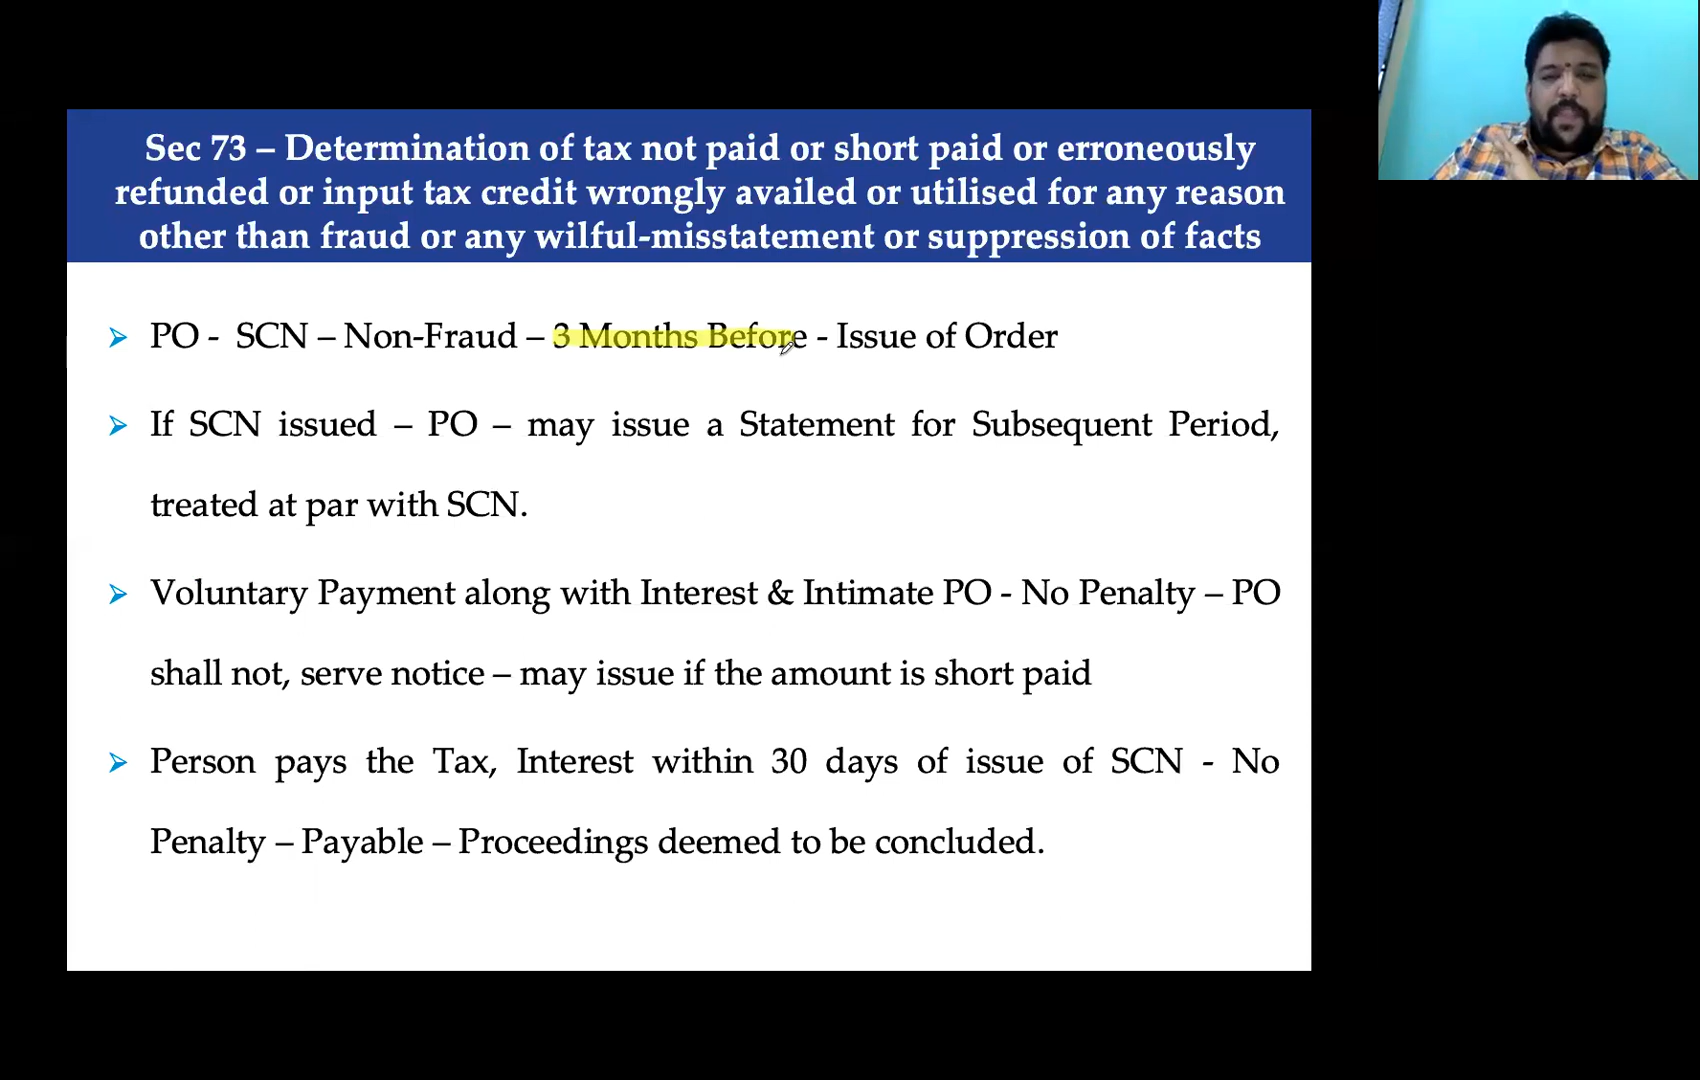 Sec 73 – Determination of tax not paid or short paid or erroneously
refunded or input tax credit wrongly availed or utilised for any reason
other than fraud or any wilful-misstatement or suppression of facts
PO - SCN – Non-Fraud – 3 Months Before - Issue of Order
If SCN issued – PO – may issue a Statement for Subsequent Period,
treated at par with SCN.
Voluntary Payment along with Interest & Intimate PO - No Penalty – PO
shall not, serve notice – may issue if the amount is short paid
Person pays the Tax, Interest within 30 days of issue of SCN - No
Penalty – Payable – Proceedings deemed to be concluded.